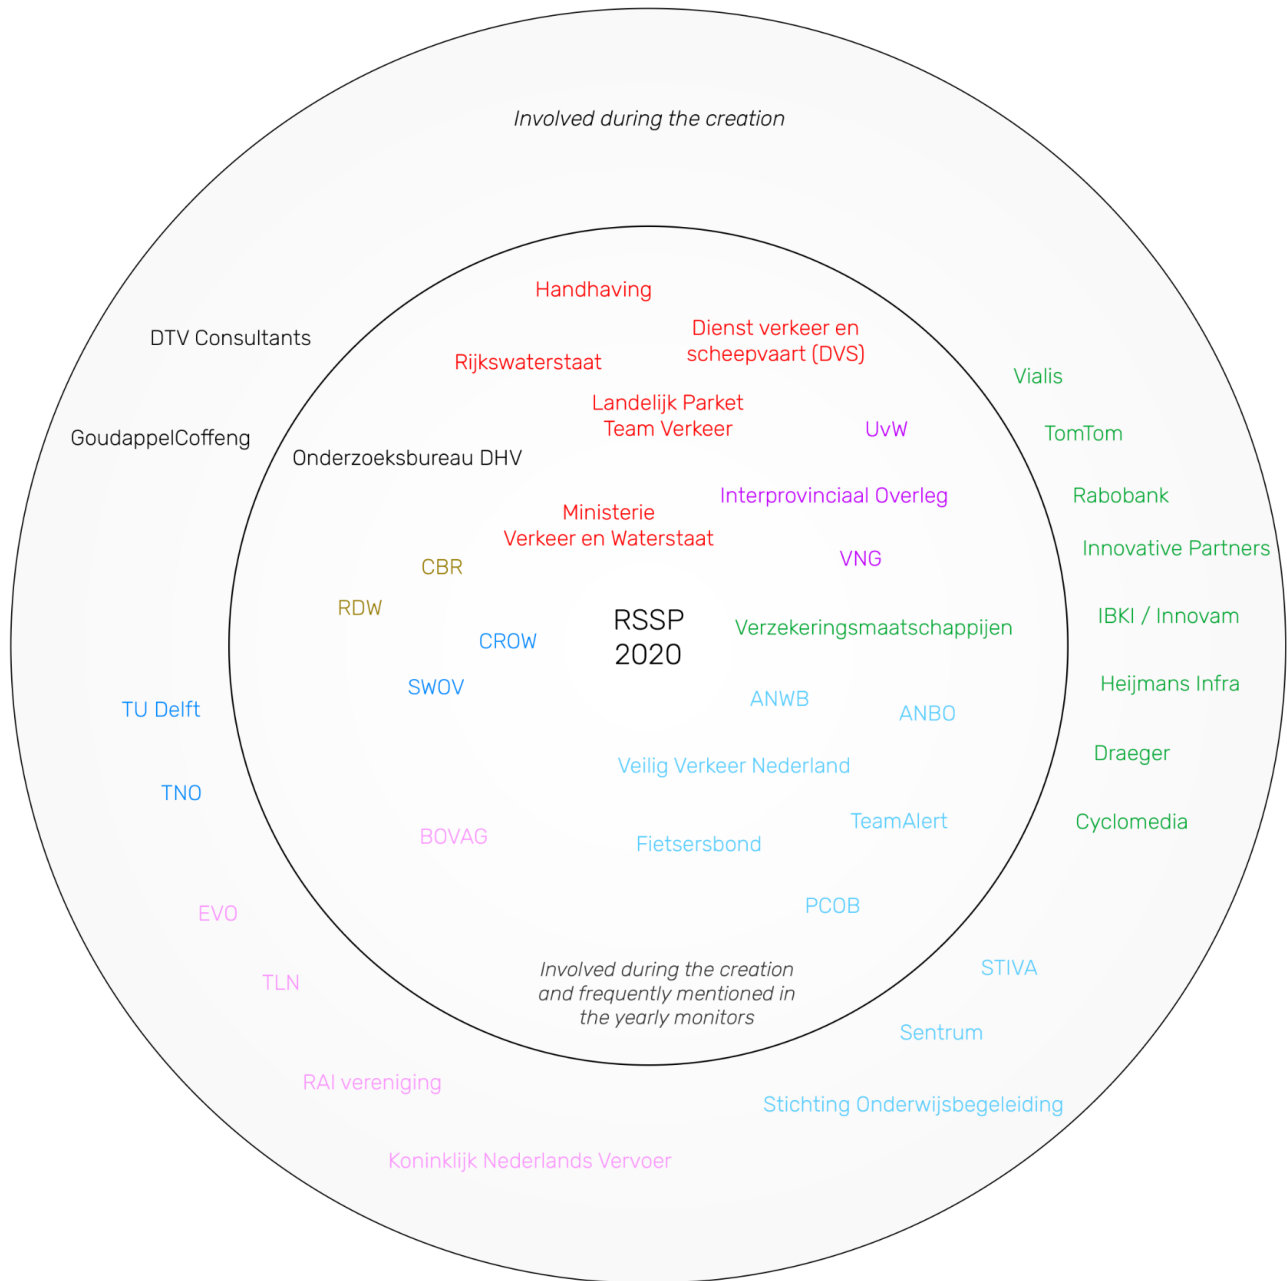 Involved during the creation
Handhaving
Dienst verkeer en
scheepvaart (DVS)
DTV Consultants
Rijkswaterstaat
Vialis
Landelijk Parket
Team Verkeer
UvW
TomTom
GoudappelCoffeng
Onderzoeksbureau DHV
Interprovinciaal Overleg
Rabobank
Ministerie
Verkeer en Waterstaat
Innovative Partners
VNG
CBR
RDW
RSSP
2020
IBKI / Innovam
Verzekeringsmaatschappijen
CROW
SWOV
Heijmans Infra
ANWB
ANBO
TU Delft
Draeger
Veilig Verkeer Nederland
TNO
TeamAlert
Cyclomedia
BOVAG
Fietsersbond
PCOB
EVO
STIVA
Involved during the creation
and frequently mentioned in
the yearly monitors
TLN
Sentrum
RAI vereniging
Stichting Onderwijsbegeleiding
Koninklijk Nederlands Vervoer